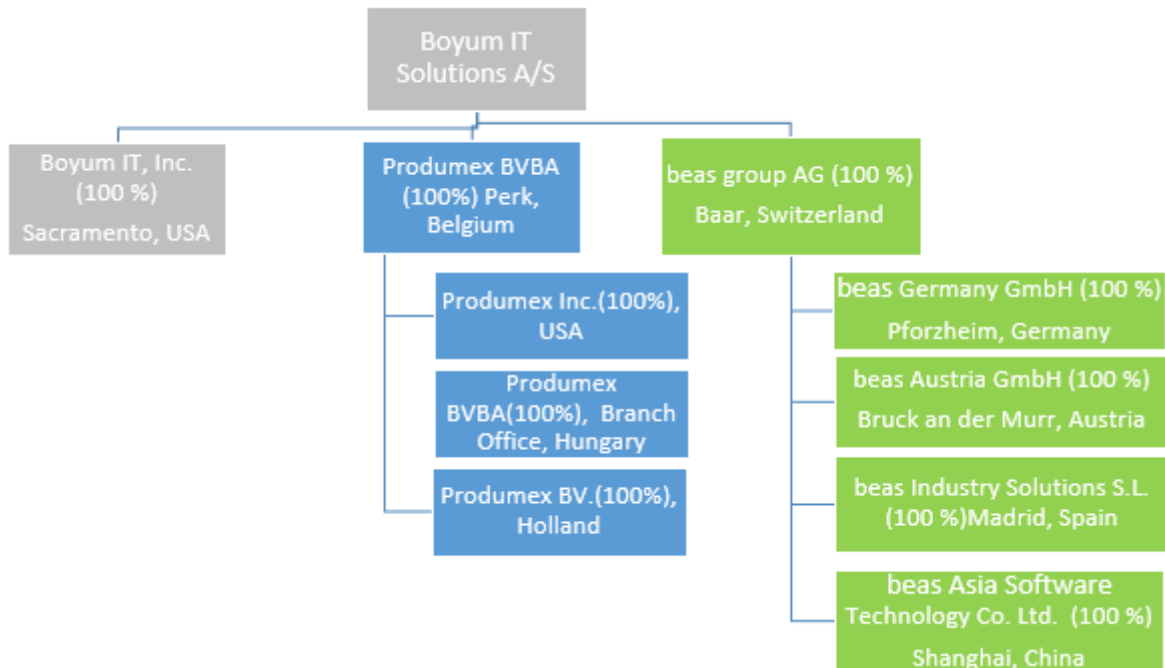 Boyum IT
Solutions A/S
Boyum IT, Inc.
(100 %)
Sacramento, USA
Produmex BVBA
(100%) Perk,
Belgium
beas group AG (100 %)
Baar, Switzerland
Produmex Inc.(100%),
USA
Produmex
BVBA(100%), Branch
Office, Hungary
Produmex BV.(100%),
Holland
beas Germany GmbH (100 %)
Pforzheim, Germany
beas Austria GmbH (100 %)
Bruck an der Murr, Austria
beas Industry Solutions S.L.
(100 %)Madrid, Spain
beas Asia Software
Technology Co. Ltd. (100 %)
Shanghai, China